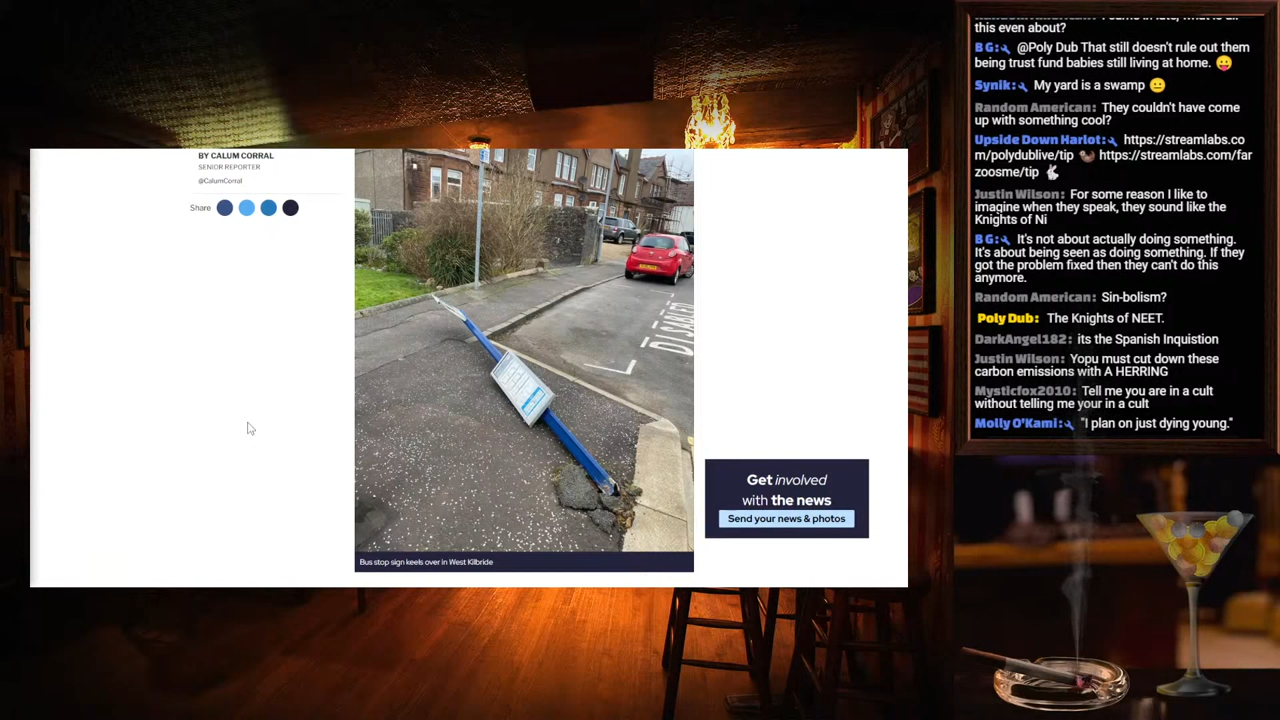 BY CALUM CORRAL
SENIOR REPORTER
@CalumCorral
Share
DISABLED
Bus stop sign keels over in West Kilbride
Get involved
with the news
Send your news & photos
this even about?
BG: @Poly Dub That still doesn't rule out them
being trust fund babies still living at home. 😛
Synik: My yard is a swamp 😐
Random American: They couldn't have come
up with something cool?
Upside Down Harlot: https://streamlabs.co
m/polydublive/tip 🦃 https://streamlabs.com/far
zoosme/tip 🐇
Justin Wilson: For some reason I like to
imagine when they speak, they sound like the
Knights of Ni
BG: It's not about actually doing something.
It's about being seen as doing something. If they
got the problem fixed then they can't do this
anymore.
Random American: Sin-bolism?
Poly Dub: The Knights of NEET.
DarkAngel182: its the Spanish Inquistion
Justin Wilson: Yopu must cut down these
carbon emissions with A HERRING
Mysticfox2010: Tell me you are in a cult
without telling me your in a cult
Molly O'Kami: "I plan on just dying young."